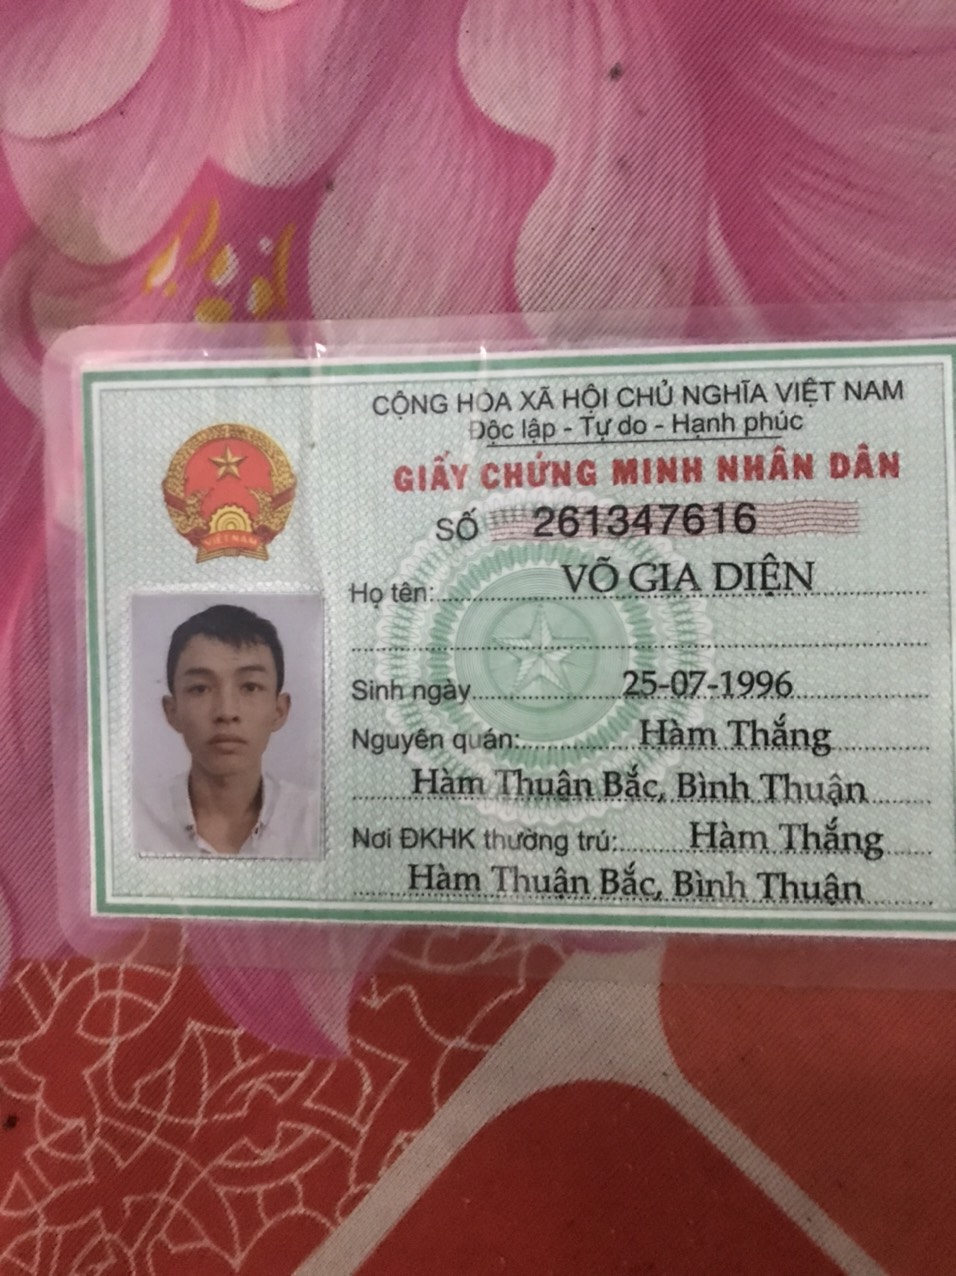 CỘNG HÒA XÃ HỘI CHỦ NGHĨA VIỆT NAM
Độc lập - Tự do - Hạnh phúc
GIẤY CHỨNG MINH NHÂN DÂN
SỐ 261347616
Họ tên: VÕ GIA DIỆN
Sinh ngày 25-07-1996
Nguyên quán: Hàm Thắng
Hàm Thuận Bắc, Bình Thuận
Nơi ĐKHK thường trú: Hàm Thắng
Hàm Thuận Bắc, Bình Thuận
VIỆT NAM